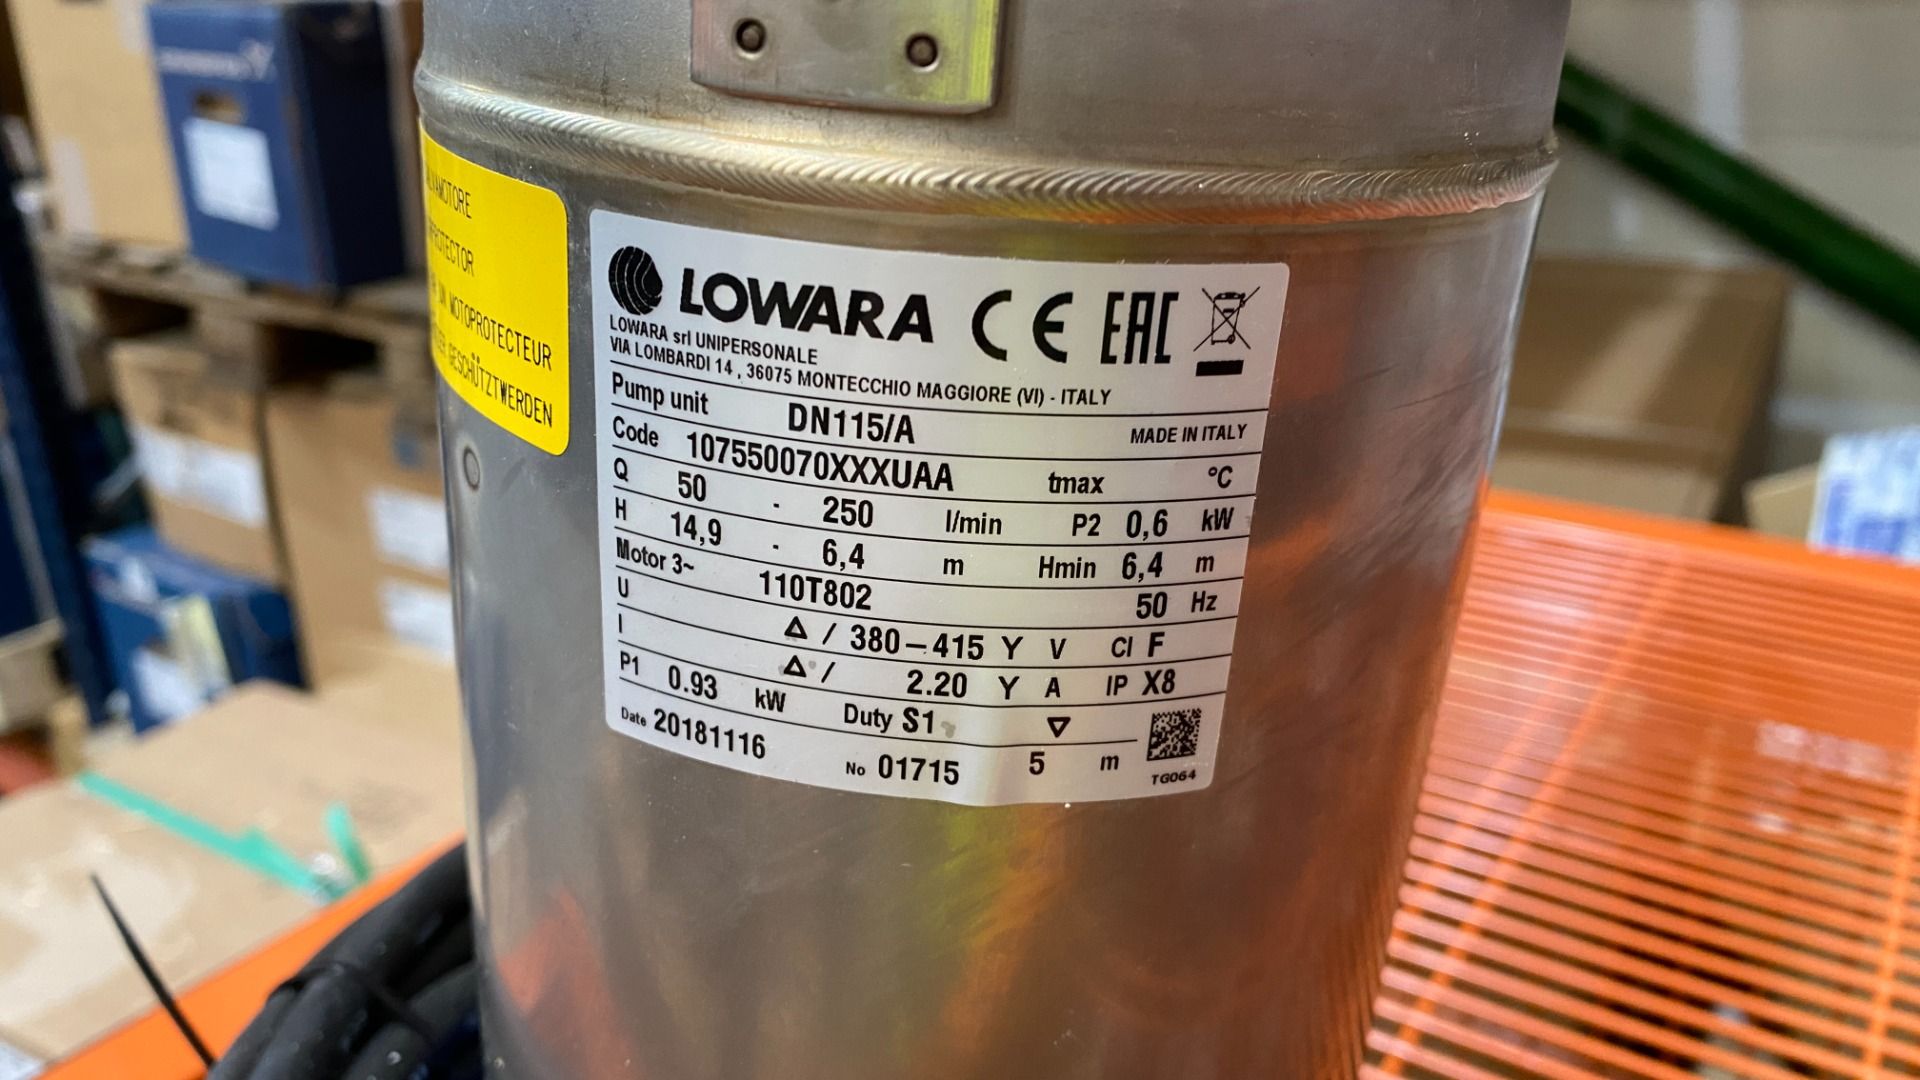 MOTOPROTECTEUR
GESCHÜTZTWERDEN
LOWARA CE EAC
LOWARA srl UNIPERSONALE
VIA LOMBARDI 14 , 36075 MONTECCHIO MAGGIORE (VI) - ITALY
Pump unit DN115/A MADE IN ITALY
Code 107550070XXXUAA tmax °C
Q 50 - 250 l/min P2 0,6 kW
H 14,9 - 6,4 m Hmin 6,4 m
Motor 3~ 110T802 50 Hz
U Δ / 380–415 Y V Cl F
I Δ / 2.20 Y A IP X8
P1 0.93 kW Duty S1 ▽
Date 20181116 No 01715 5 m
TG064